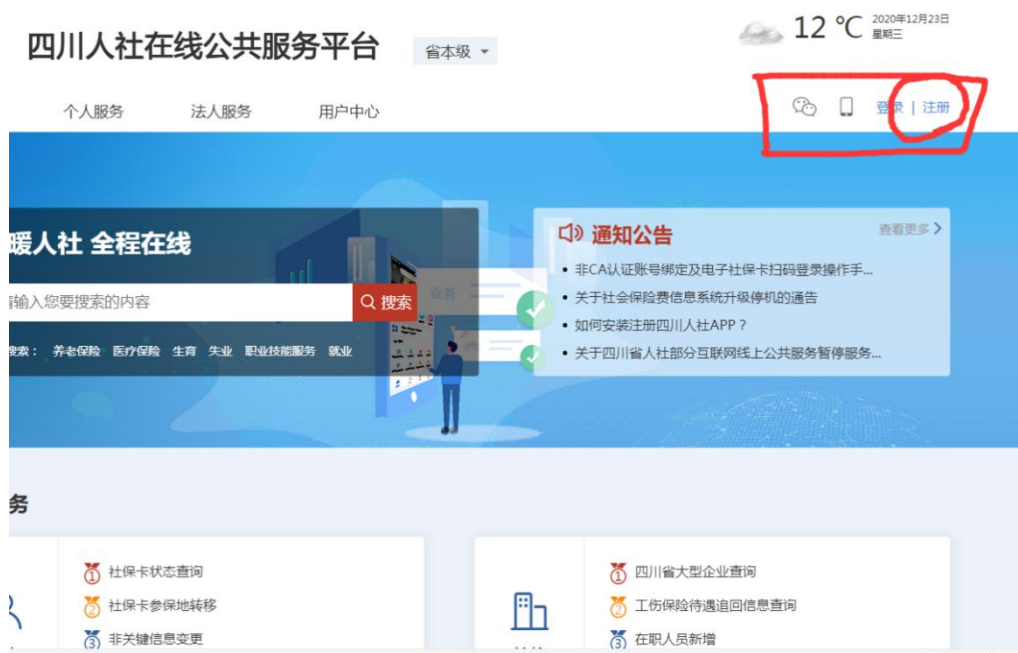 四川人社在线公共服务平台
省本级
12 ℃
2020年12月23日
星期三
个人服务
法人服务
用户中心
登录 | 注册
暖人社 全程在线
输入您要搜索的内容
搜索
搜索： 养老保险 医疗保险 生育 失业 职业技能服务 就业
业务
通知公告
查看更多
非CA认证账号绑定及电子社保卡扫码登录操作手...
关于社会保险费信息系统升级停机的通告
如何安装注册四川人社APP？
关于四川省人社部分互联网线上公共服务暂停服务...
务
1 社保卡状态查询
2 社保卡参保地转移
3 非关键信息变更
1 四川省大型企业查询
2 工伤保险待遇追回信息查询
3 在职人员新增